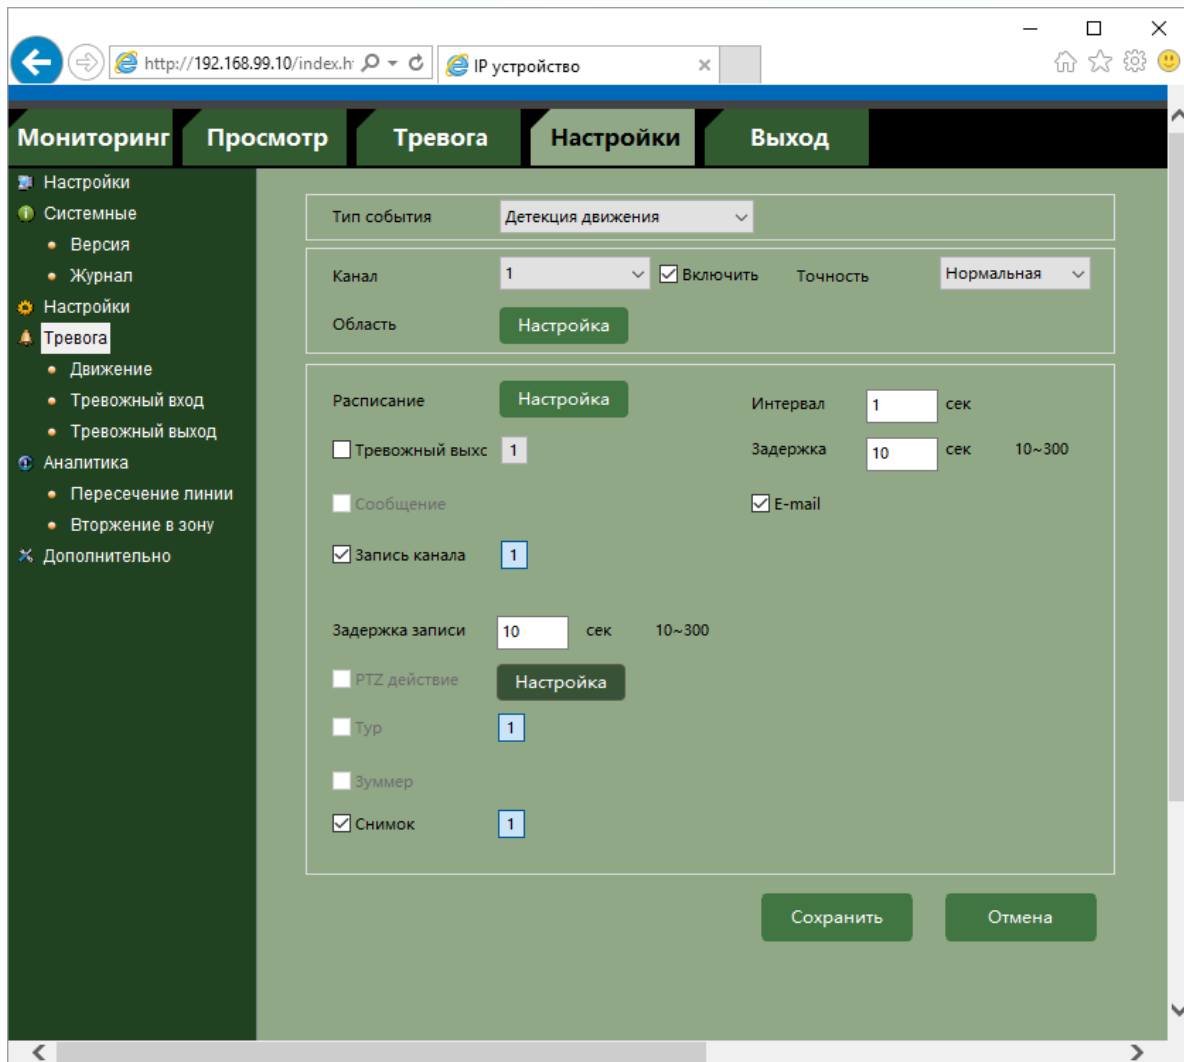 http://192.168.99.10/index.h
IP устройство
Мониторинг Просмотр Тревога Настройки Выход
Настройки
Системные
Версия
Журнал
Настройки
Тревога
Движение
Тревожный вход
Тревожный выход
Аналитика
Пересечение линии
Вторжение в зону
Дополнительно
Тип события Детекция движения
Канал 1 Включить Точность Нормальная
Область Настройка
Расписание Настройка Интервал 1 сек
Тревожный выхс 1 Задержка 10 сек 10~300
Сообщение E-mail
Запись канала 1
Задержка записи 10 сек 10~300
PTZ действие Настройка
Тур 1
Зуммер
Снимок 1
Сохранить Отмена